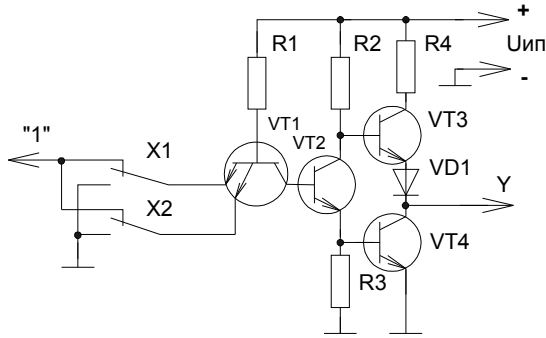 +
R1 R2 R4 Uип
-
VT1 VT3
"1" VT2
X1 VD1
X2 Y
VT4
R3